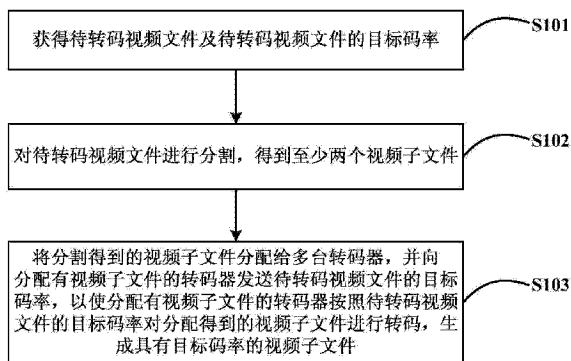 获得待转码视频文件及待转码视频文件的目标码率
S101
对待转码视频文件进行分割，得到至少两个视频子文件
S102
将分割得到的视频子文件分配给多台转码器，并向
分配有视频子文件的转码器发送待转码视频文件的目标
码率，以使分配有视频子文件的转码器按照待转码视频
文件的目标码率对分配得到的视频子文件进行转码，生
成具有目标码率的视频子文件
S103